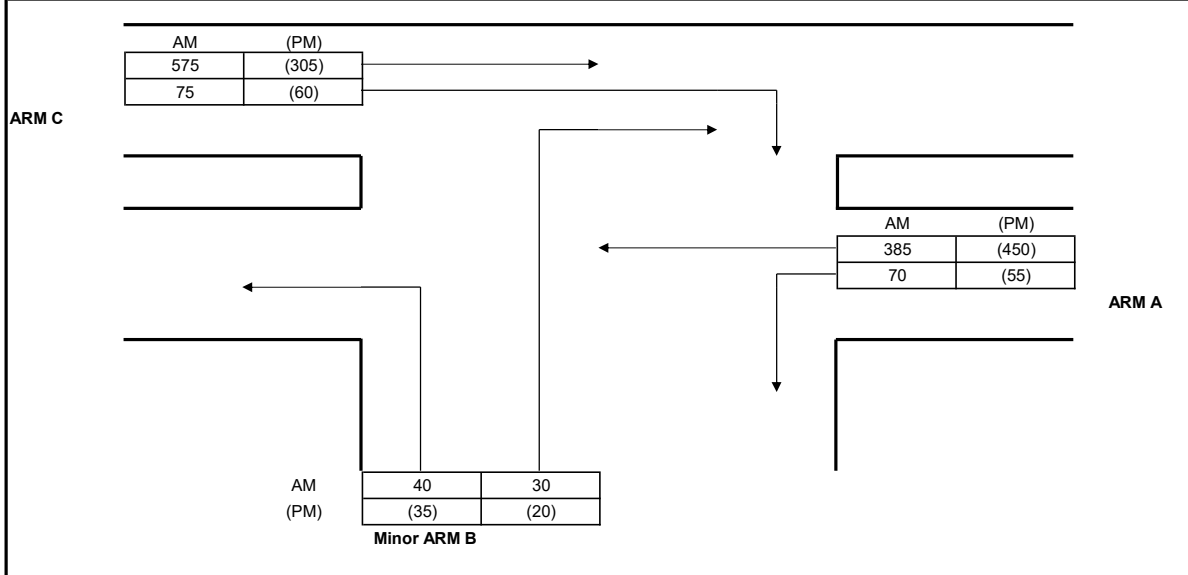 AM (PM)
575 (305)
75 (60)
ARM C
AM (PM)
385 (450)
70 (55)
ARM A
AM 40 30
(PM) (35) (20)
Minor ARM B